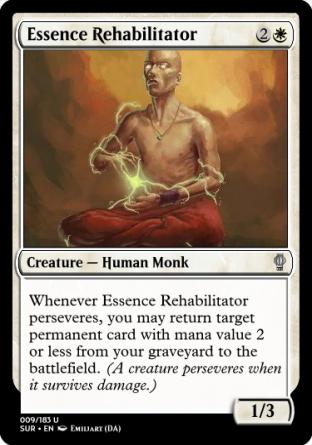 Essence Rehabilitator 2
Creature — Human Monk
Whenever Essence Rehabilitator
perseveres, you may return target
permanent card with mana value 2
or less from your graveyard to the
battlefield. (A creature perseveres when
it survives damage.)
1/3
009/183 U
SUR • EN EMILJART (DA)